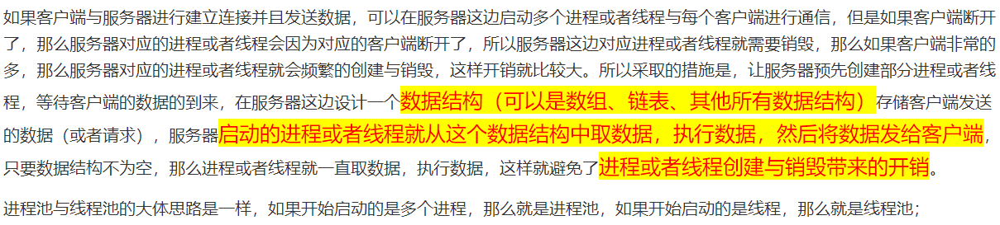 如果客户端与服务器进行建立连接并且发送数据，可以在服务器这边启动多个进程或者线程与每个客户端进行通信，但是如果客户端断开
了，那么服务器对应的进程或者线程会因为对应的客户端断开了，所以服务器这边对应进程或者线程就需要销毁，那么如果客户端非常的
多，那么服务器对应的进程或者线程就会频繁的创建与销毁，这样开销就比较大。所以采取的措施是，让服务器预先创建部分进程或者线
程，等待客户端的数据的到来，在服务器这边设计一个数据结构（可以是数组、链表、其他所有数据结构）存储客户端发送
的数据（或者请求），服务器启动的进程或者线程就从这个数据结构中取数据，执行数据，然后将数据发给客户端，
只要数据结构不为空，那么进程或者线程就一直取数据，执行数据，这样就避免了进程或者线程创建与销毁带来的开销。
进程池与线程池的大体思路是一样，如果开始启动的是多个进程，那么就是进程池，如果开始启动的是线程，那么就是线程池；